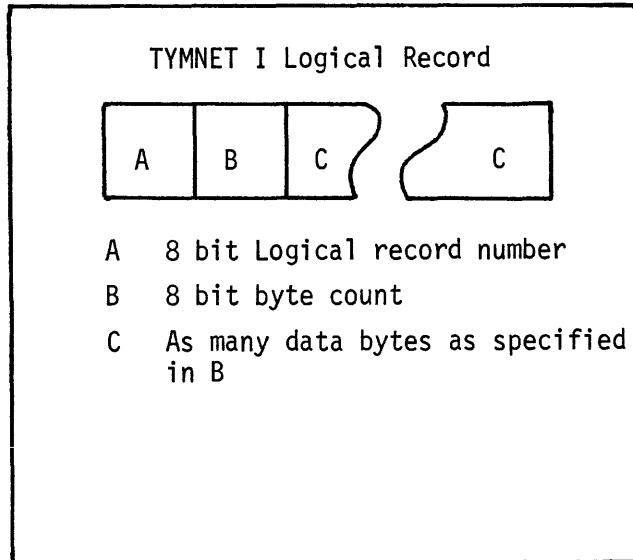 TYMNET I Logical Record
A B C C
A 8 bit Logical record number
B 8 bit byte count
C As many data bytes as specified
in B